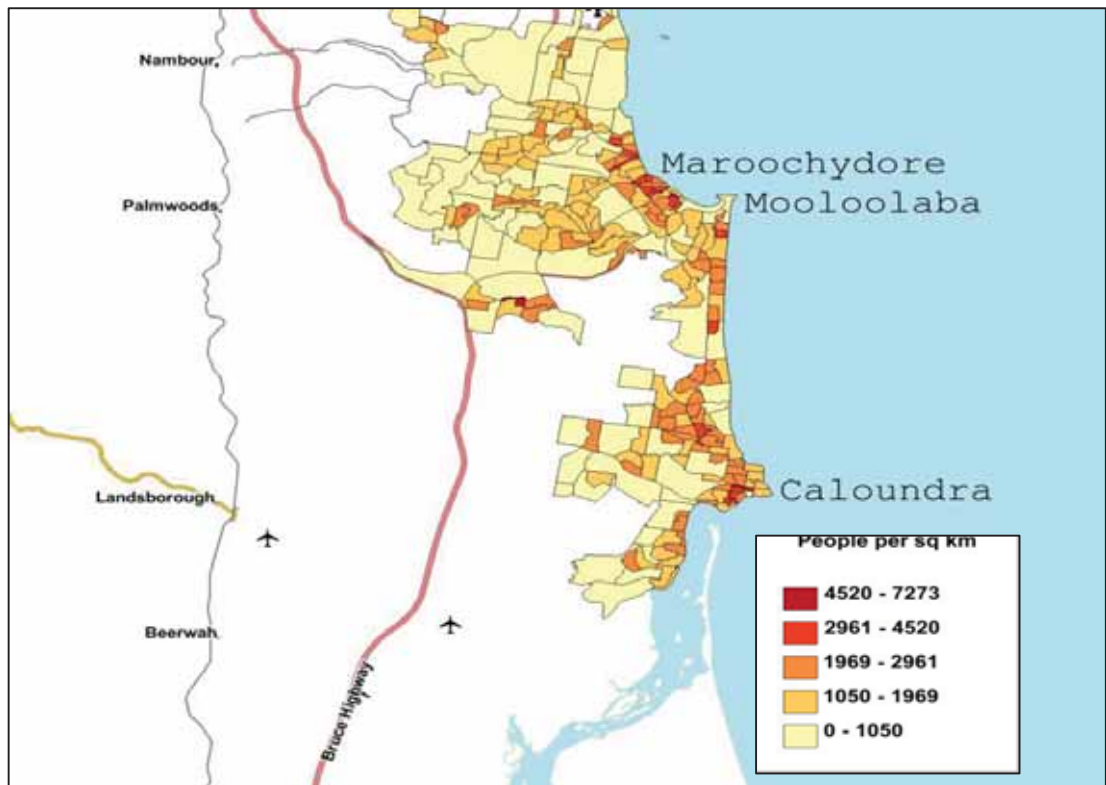 Nambour
Maroochydore
Mooloolaba
Palmwoods
Landsborough
Caloundra
Beerwah
Bruce Highway
People per sq km
4520 - 7273
2961 - 4520
1969 - 2961
1050 - 1969
0 - 1050